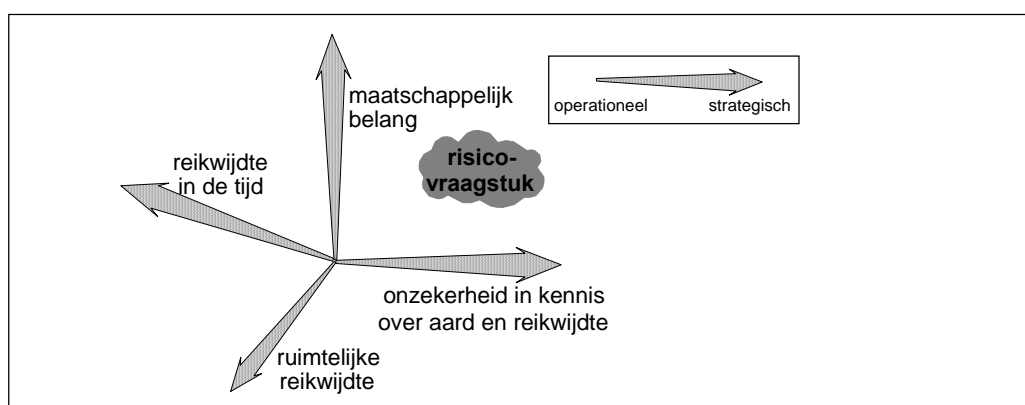 maatschappelijk
belang
operationeel strategisch
risico-
vraagstuk
reikwijdte
in de tijd
onzekerheid in kennis
over aard en reikwijdte
ruimtelijke
reikwijdte